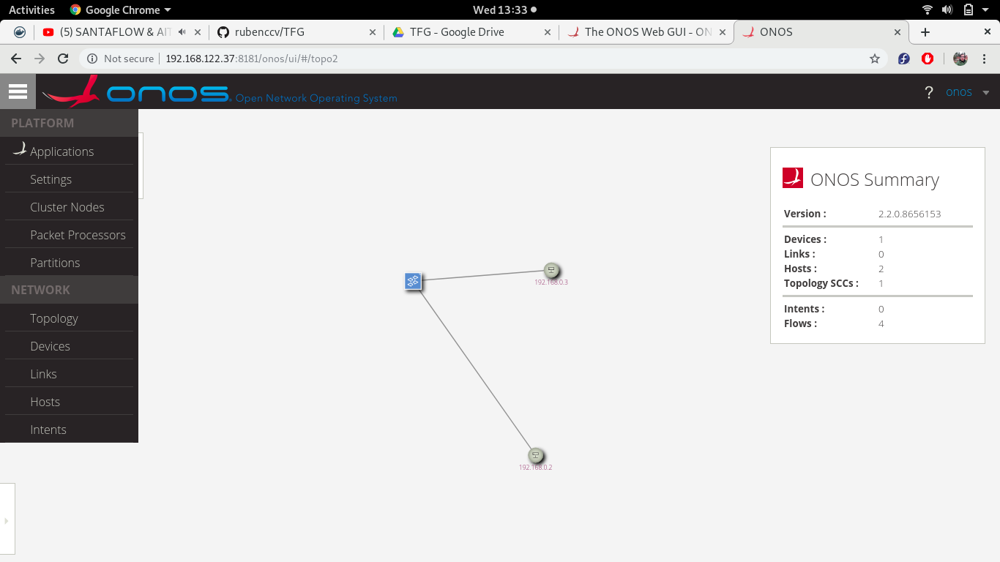 Activities Google Chrome Wed 13:33
(5) SANTAFLOW & AIT rubenccv/TFG TFG - Google Drive The ONOS Web GUI - ON ONOS
Not secure 192.168.122.37:8181/onos/ui/#/topo2
onos Open Network Operating System ? onos
PLATFORM
Applications
Settings
Cluster Nodes
Packet Processors
Partitions
NETWORK
Topology
Devices
Links
Hosts
Intents
192.168.0.3
192.168.0.2
ONOS Summary
Version : 2.2.0.8656153
Devices : 1
Links : 0
Hosts : 2
Topology SCCs : 1
Intents : 0
Flows : 4